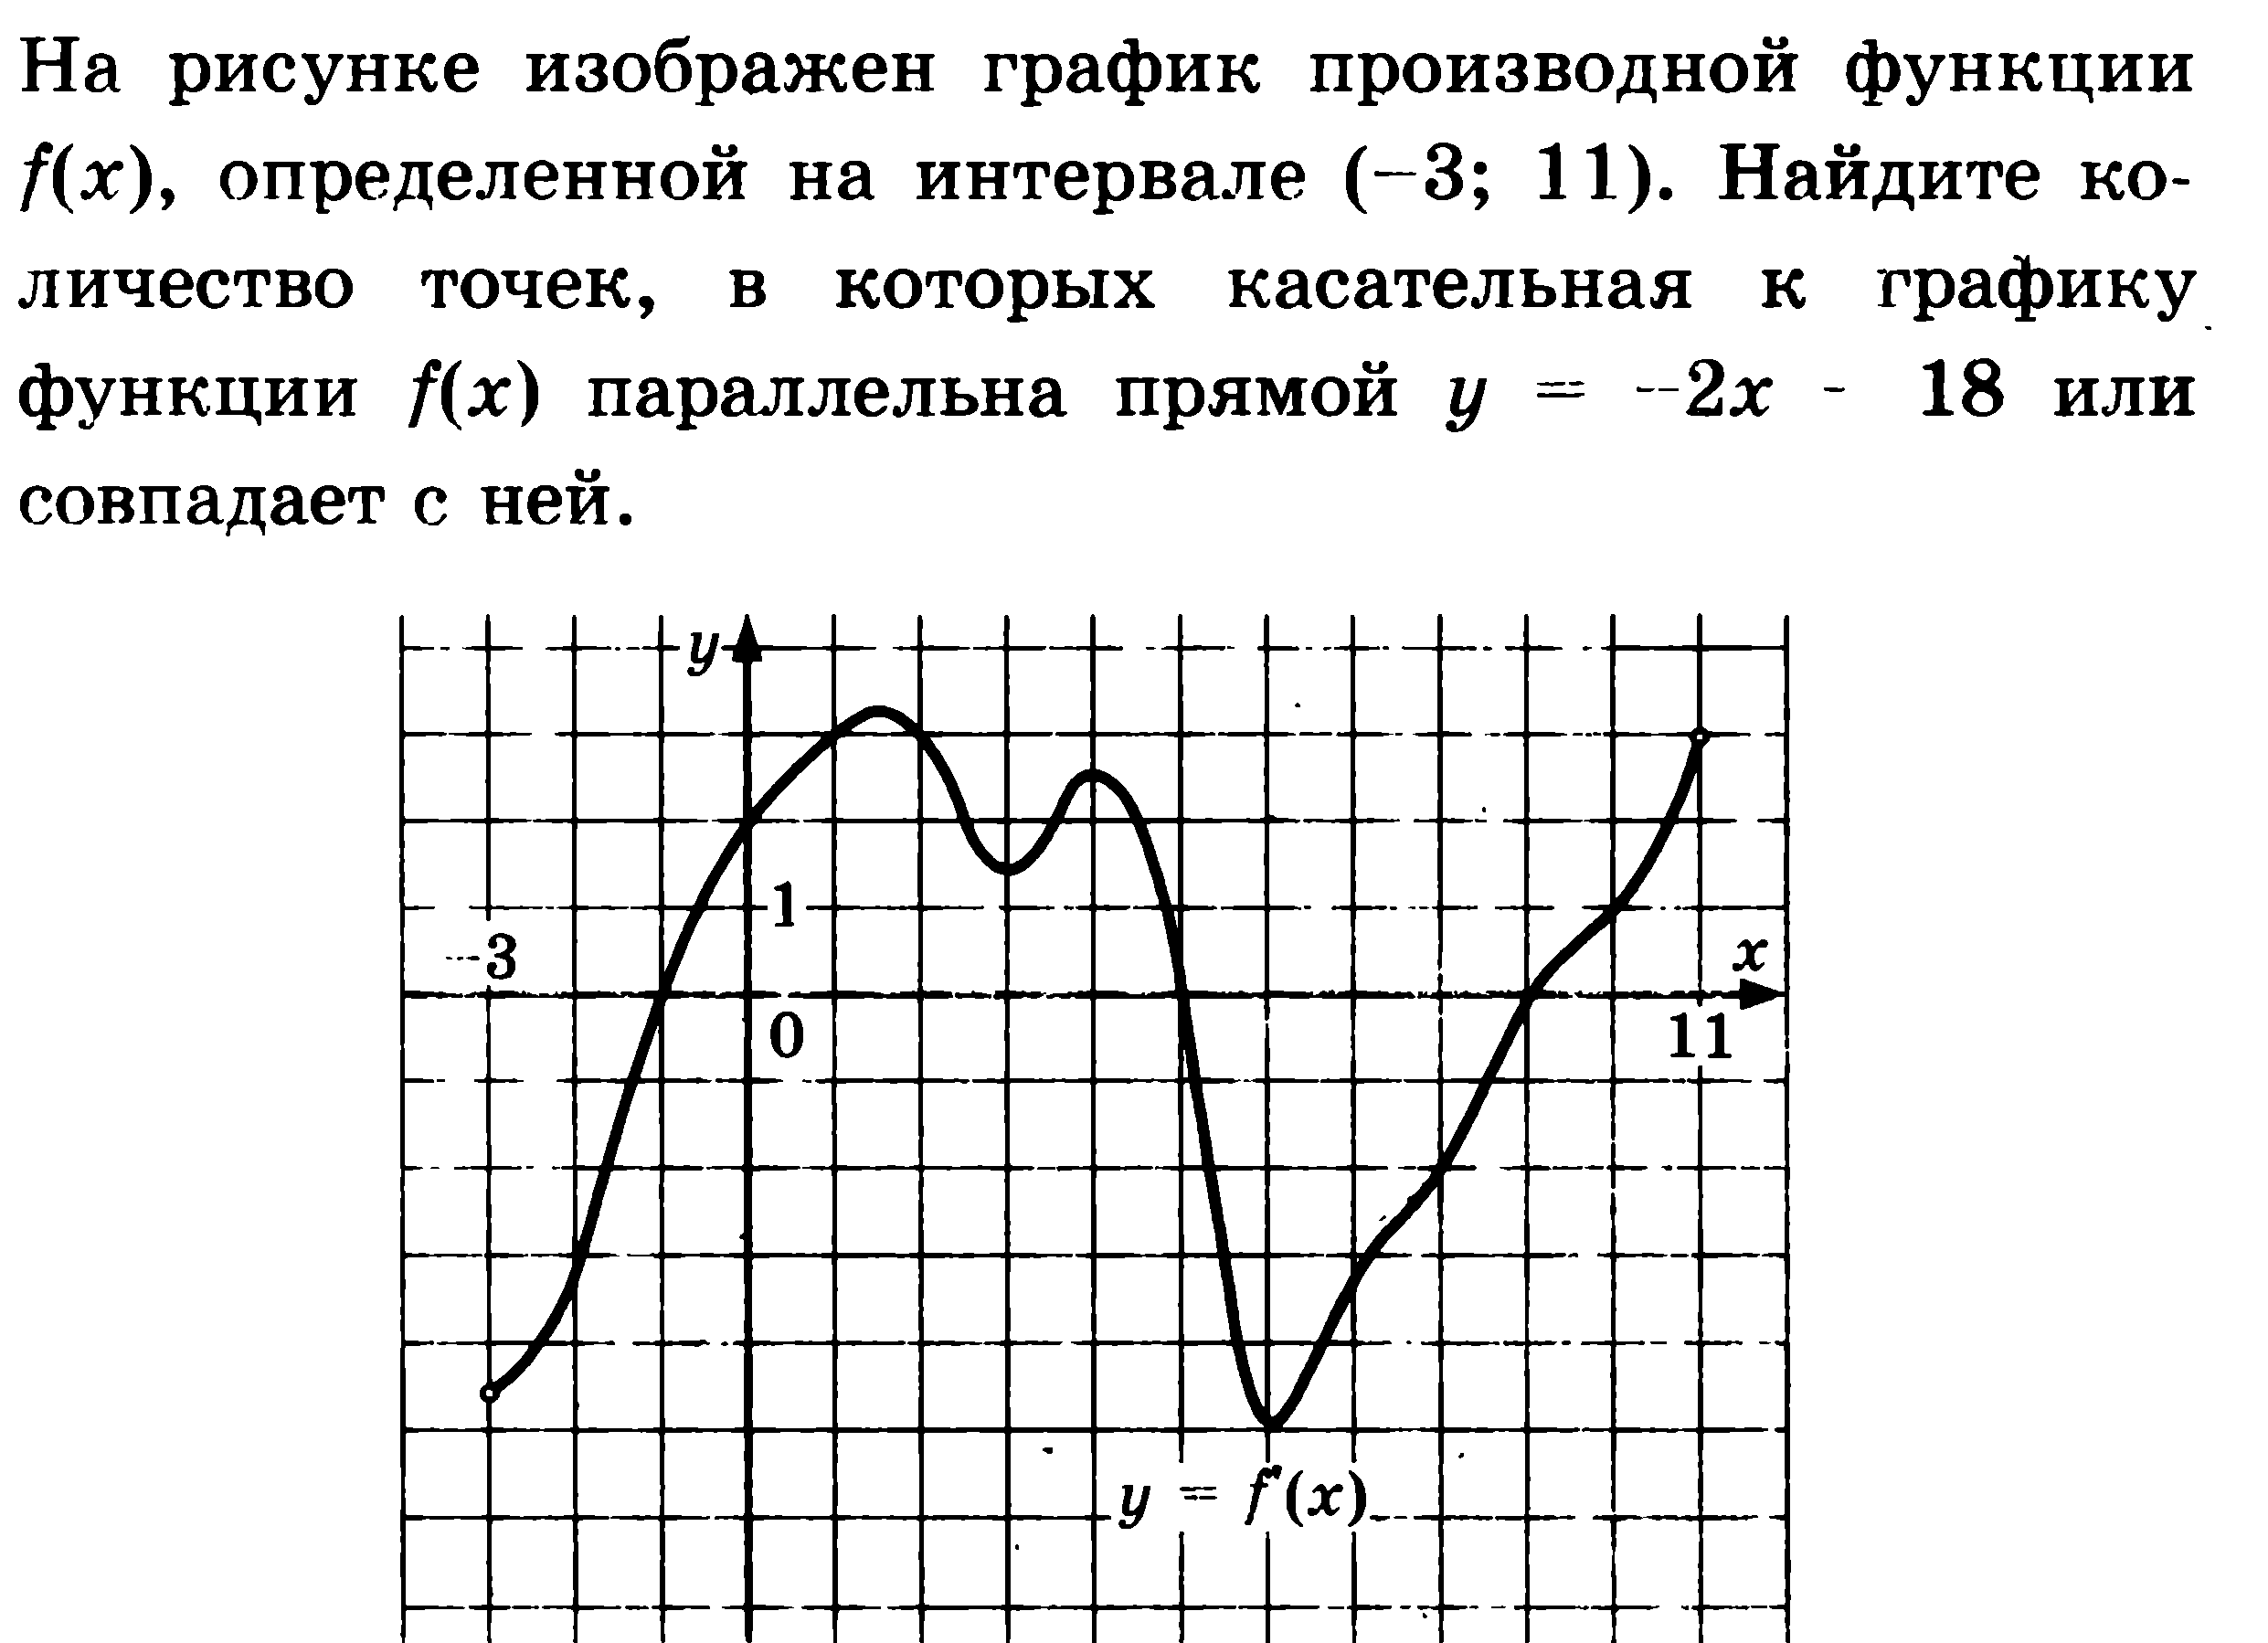 На рисунке изображен график производной функции
f(x), определенной на интервале (−3; 11). Найдите ко-
личество точек, в которых касательная к графику
функции f(x) параллельна прямой y = −2x - 18 или
совпадает с ней.
y
1
−3
x
0
11
y = f'(x)